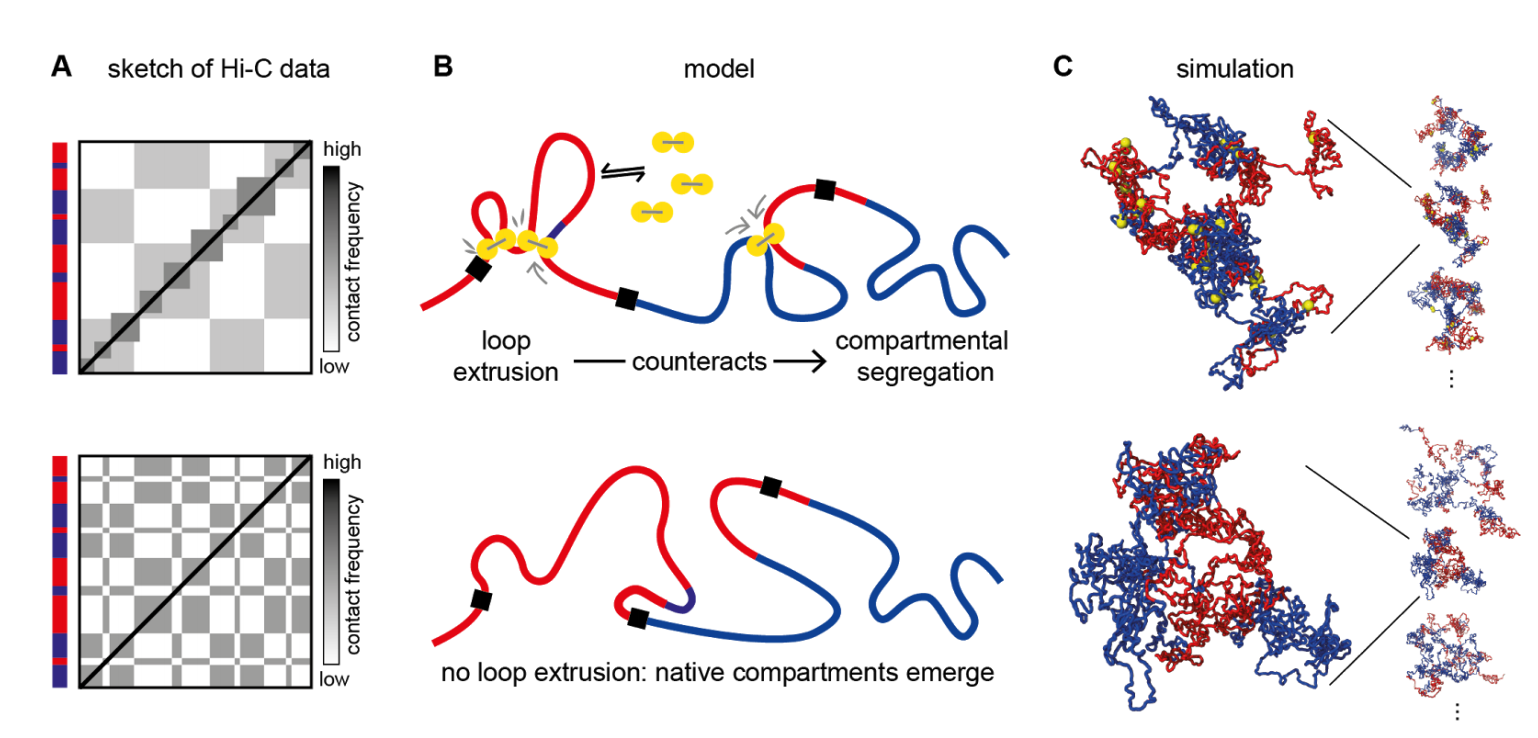 A
sketch of Hi-C data
high
contact frequency
low
B
model
loop
extrusion
counteracts
compartmental
segregation
C
simulation
⋮
high
contact frequency
low
no loop extrusion: native compartments emerge
⋮